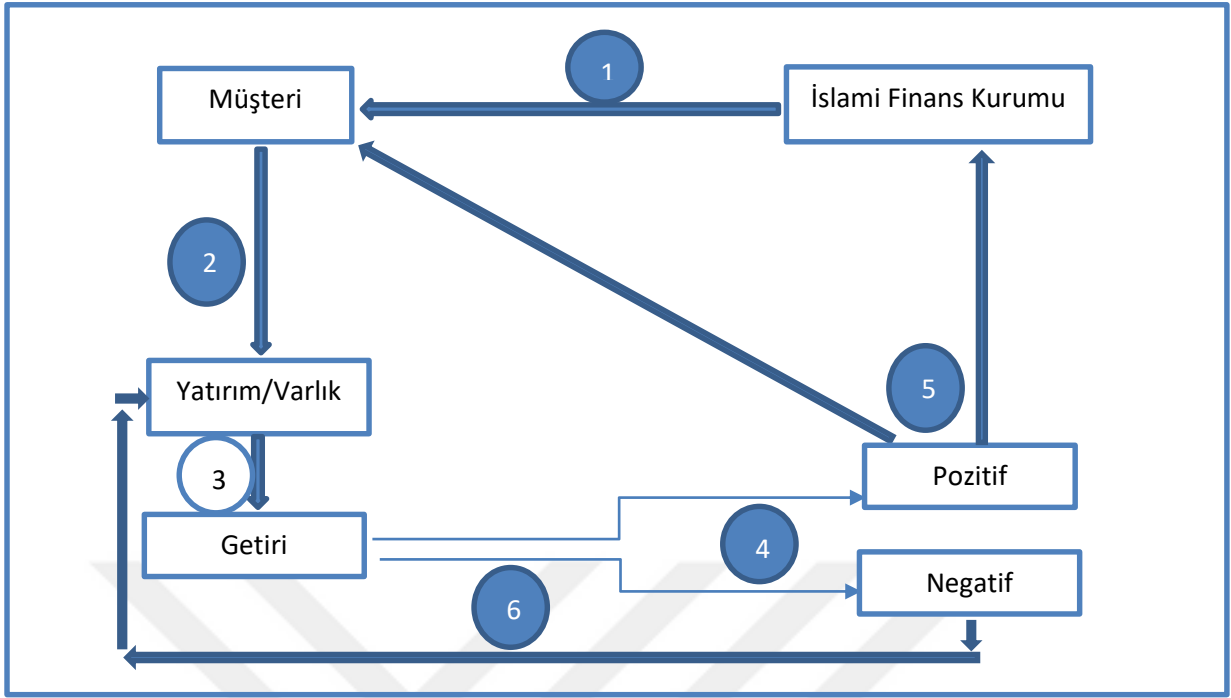 1
Müşteri
İslami Finans Kurumu
2
Yatırım/Varlık
5
3
Pozitif
Getiri
4
Negatif
6